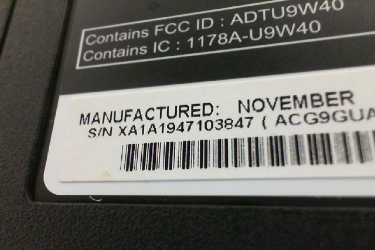 Contains FCC ID : ADTU9W40
Contains IC : 1178A-U9W40
MANUFACTURED: NOVEMBER
S/N XA1A1947103847 ( ACG9GUA